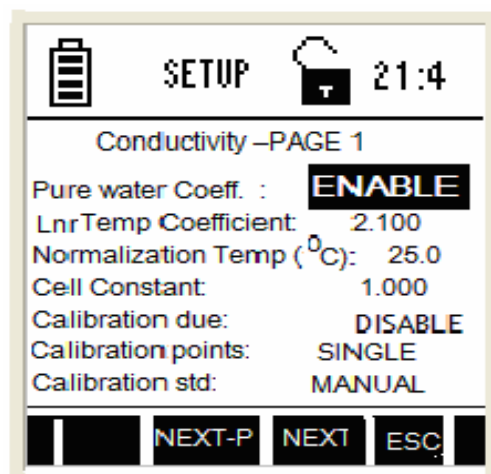 SETUP 21:4
Conductivity –PAGE 1
Pure water Coeff. : ENABLE
LnrTemp Coefficient: 2.100
Normalization Temp (⁰C): 25.0
Cell Constant: 1.000
Calibration due: DISABLE
Calibration points: SINGLE
Calibration std: MANUAL
NEXT-P NEXT ESC